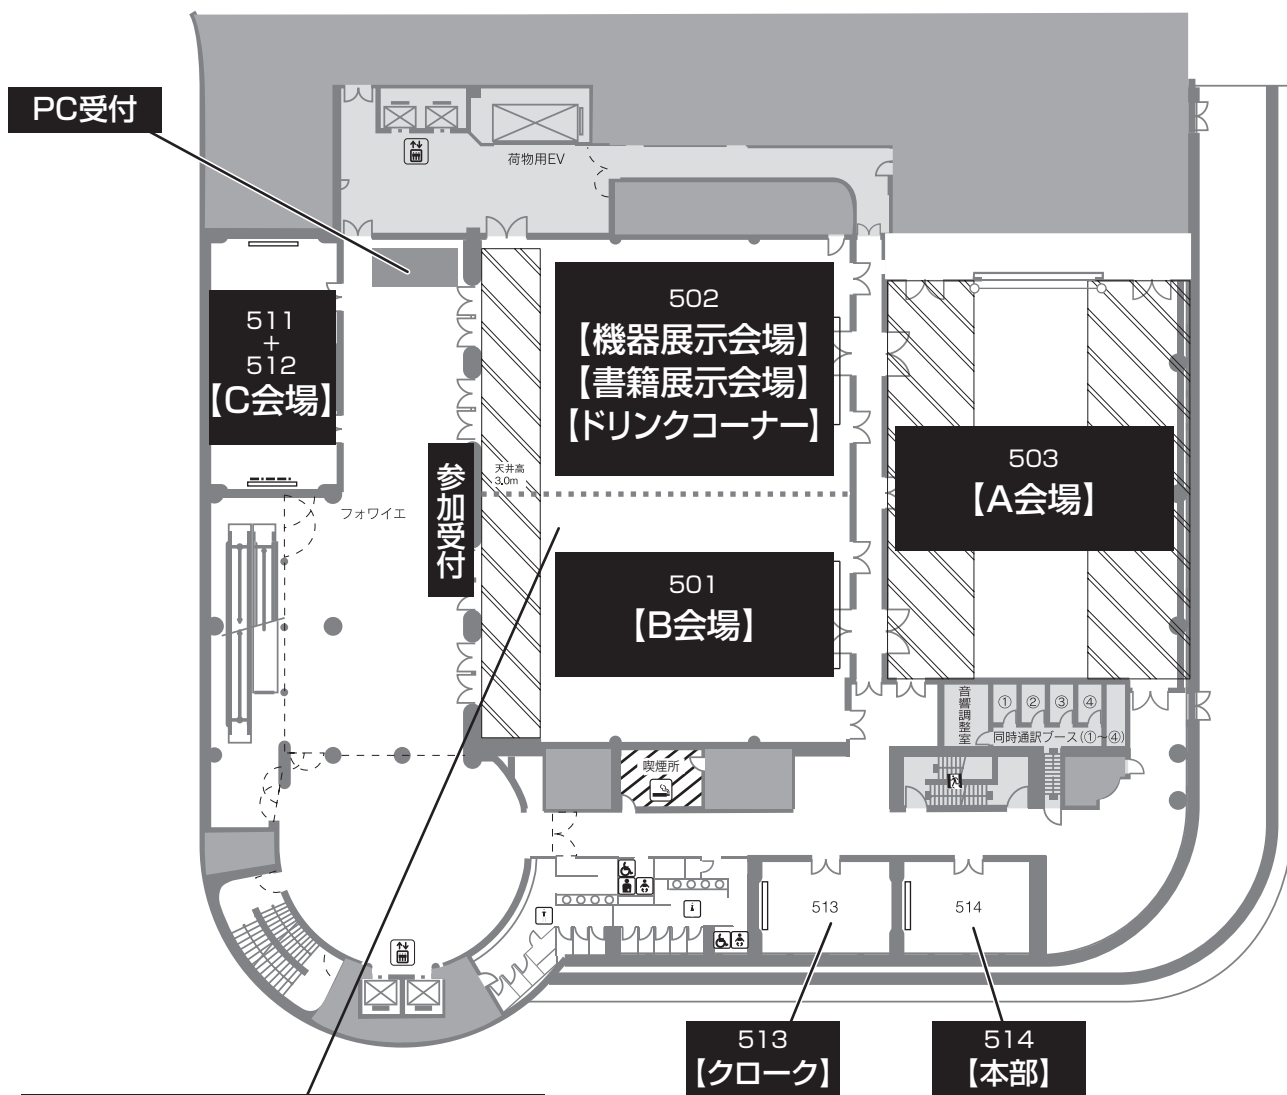 PC受付
荷物用EV
511
+
512
【C会場】
502
【機器展示会場】
【書籍展示会場】
【ドリンクコーナー】
503
【A会場】
天井高
3.0m
参加受付
フォワイエ
501
【B会場】
音響調整室
① ② ③ ④
同時通訳ブース(①~④)
喫煙所
513
514
513
【クローク】
514
【本部】